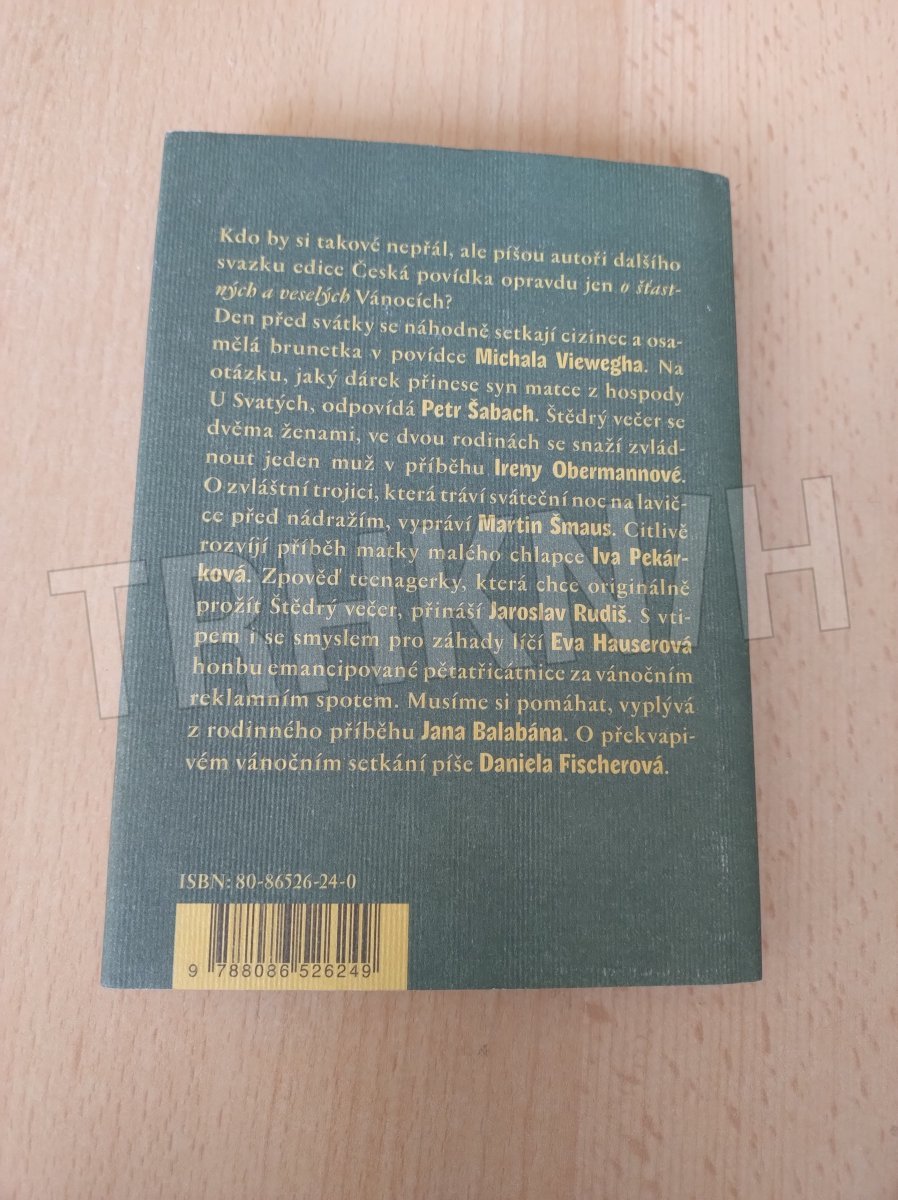 Kdo by si takové nepřál, ale píšou autoři dalšího
svazku edice Česká povídka opravdu jen o šťast-
ných a veselých Vánocích?
Den před svátky se náhodně setkají cizinec a osa-
mělá brunetka v povídce Michala Viewegha. Na
otázku, jaký dárek přinese syn matce z hospody
U Svatých, odpovídá Petr Šabach. Štědrý večer se
dvěma ženami, ve dvou rodinách se snaží zvlád-
nout jeden muž v příběhu Ireny Obermannové.
O zvláštní trojici, která tráví sváteční noc na lavič-
ce před nádražím, vypráví Martin Šmaus. Citlivě
rozvíjí příběh matky malého chlapce Iva Pekár-
ková. Zpověď teenagerky, která chce originálně
prožít Štědrý večer, přináší Jaroslav Rudiš. S vti-
pem i se smyslem pro záhady líčí Eva Hauserová
honbu emancipované pětatřicátnice za vánočním
reklamním spotem. Musíme si pomáhat, vyplývá
z rodinného příběhu Jana Balabána. O překvapi-
vém vánočním setkání píše Daniela Fischerová.
TRHKNIH
ISBN: 80-86526-24-0
9 788086 526249